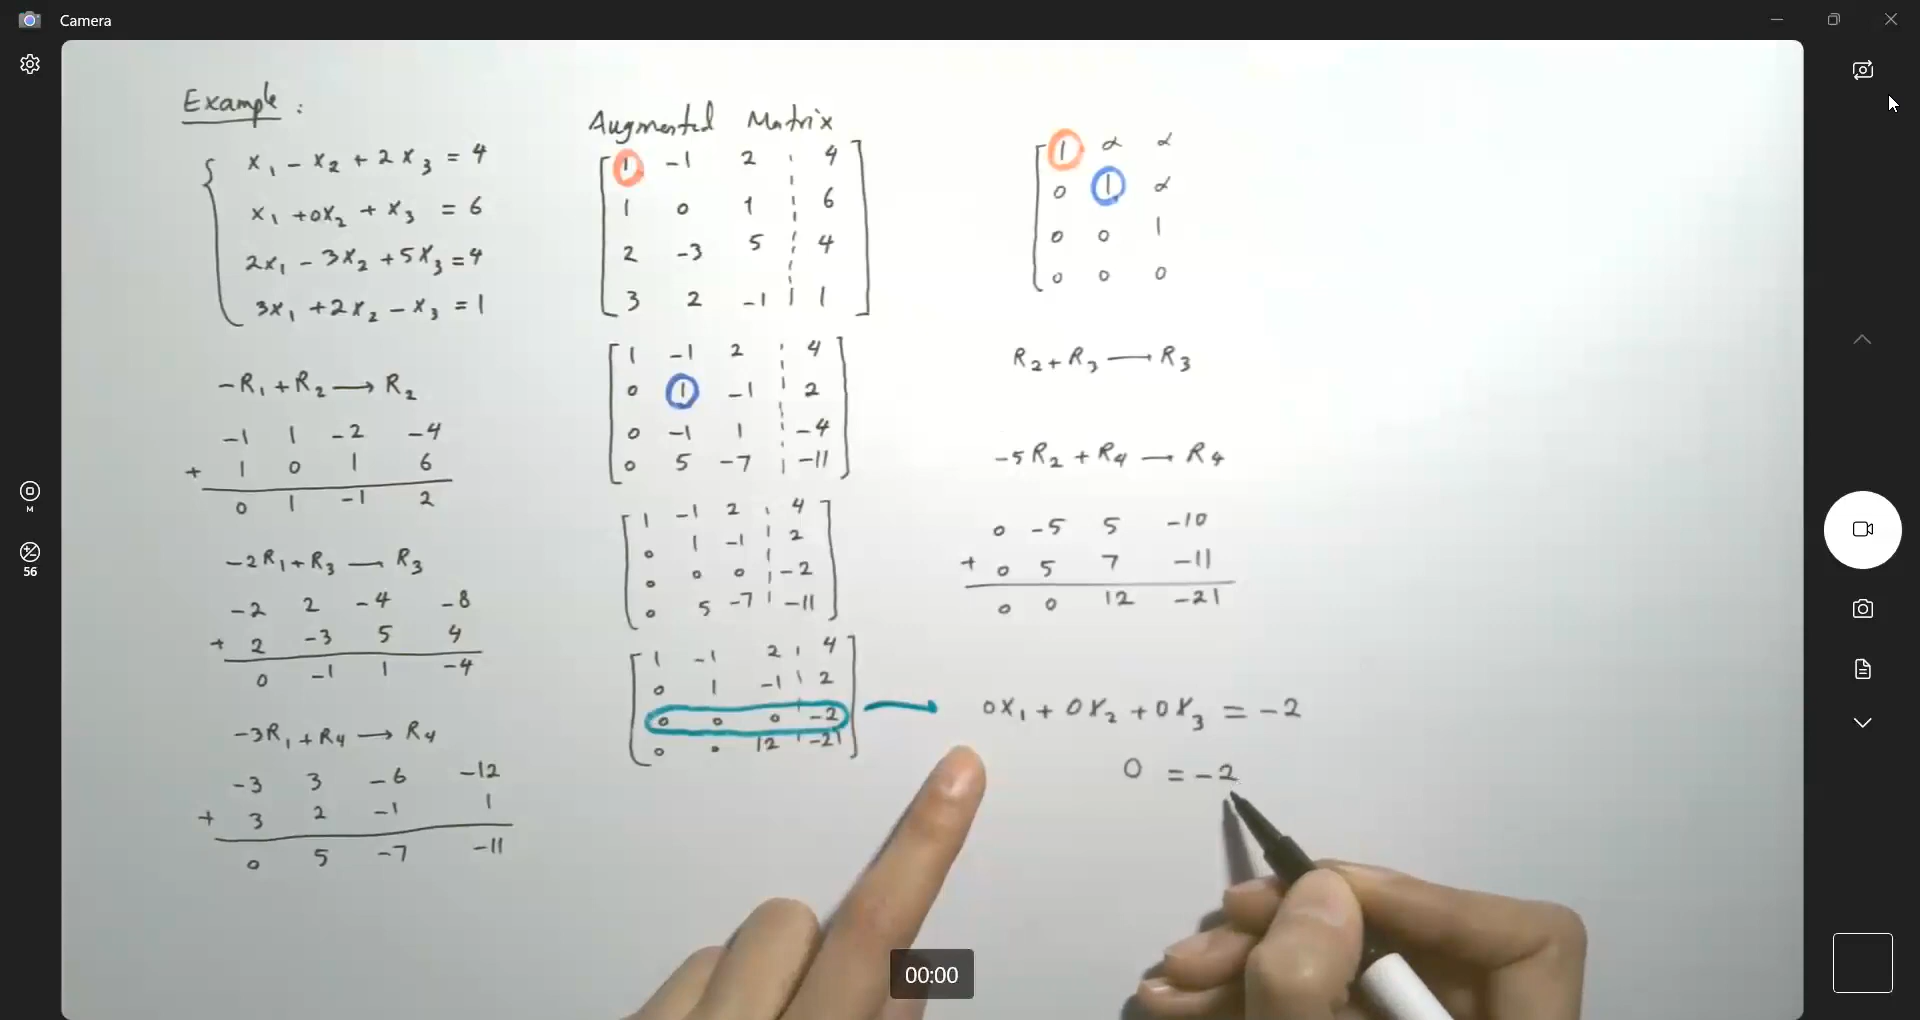 Camera
Example :
x₁ - x₂ + 2x₃ = 4
x₁ + 0x₂ + x₃ = 6
2x₁ - 3x₂ + 5x₃ = 4
3x₁ + 2x₂ - x₃ = 1
-R₁ + R₂ → R₂
-1 1 -2 -4
+ 1 0 1 6
0 1 -1 2
-2R₁ + R₃ → R₃
-2 2 -4 -8
+ 2 -3 5 4
0 -1 1 -4
-3R₁ + R₄ → R₄
-3 3 -6 -12
+ 3 2 -1 1
0 5 -7 -11
Augmented Matrix
1 -1 2 4
1 0 1 6
2 -3 5 4
3 2 -1 1
1 -1 2 4
0 1 -1 2
0 -1 1 -4
0 5 -7 -11
1 -1 2 4
0 1 -1 2
0 0 0 -2
0 5 -7 -11
1 -1 2 4
0 1 -1 2
0 0 0 -2
0 0 12 -21
1 α α
0 1 α
0 0 1
0 0 0
R₂ + R₃ → R₃
-5R₂ + R₄ → R₄
0 -5 5 -10
+ 0 5 7 -11
0 0 12 -21
→ 0x₁ + 0x₂ + 0x₃ = -2
0 = -2
M
56
00:00